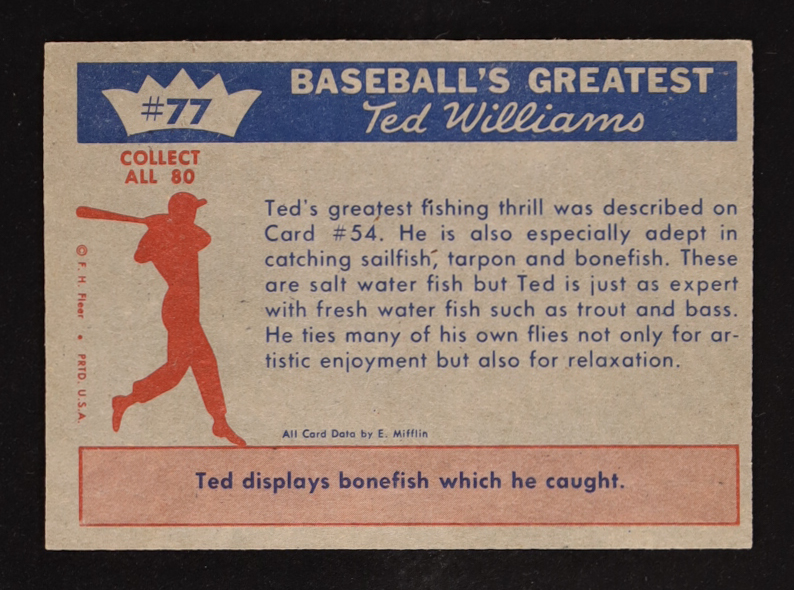 #77
BASEBALL'S GREATEST
Ted Williams
COLLECT
ALL 80
Ted's greatest fishing thrill was described on
Card #54. He is also especially adept in
catching sailfish, tarpon and bonefish. These
are salt water fish but Ted is just as expert
with fresh water fish such as trout and bass.
He ties many of his own flies not only for ar-
tistic enjoyment but also for relaxation.
© F. H. Fleer • PRTD. U.S.A.
All Card Data by E. Mifflin
Ted displays bonefish which he caught.